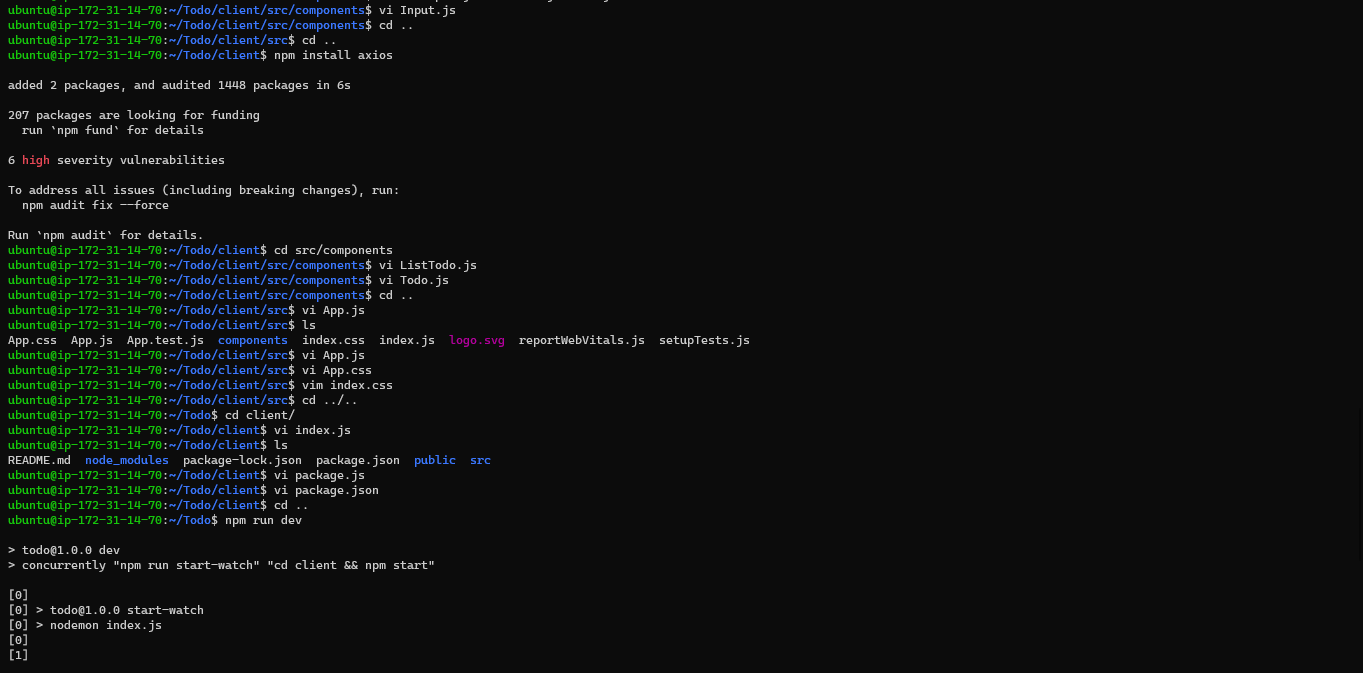 ubuntu@ip-172-31-14-70:~/Todo/client/src/components$ vi Input.js
ubuntu@ip-172-31-14-70:~/Todo/client/src/components$ cd ..
ubuntu@ip-172-31-14-70:~/Todo/client/src$ cd ..
ubuntu@ip-172-31-14-70:~/Todo/client$ npm install axios
added 2 packages, and audited 1448 packages in 6s
207 packages are looking for funding
  run `npm fund` for details
6 high severity vulnerabilities
To address all issues (including breaking changes), run:
  npm audit fix --force
Run `npm audit` for details.
ubuntu@ip-172-31-14-70:~/Todo/client$ cd src/components
ubuntu@ip-172-31-14-70:~/Todo/client/src/components$ vi ListTodo.js
ubuntu@ip-172-31-14-70:~/Todo/client/src/components$ vi Todo.js
ubuntu@ip-172-31-14-70:~/Todo/client/src/components$ cd ..
ubuntu@ip-172-31-14-70:~/Todo/client/src$ vi App.js
ubuntu@ip-172-31-14-70:~/Todo/client/src$ ls
App.css  App.js  App.test.js  components  index.css  index.js  logo.svg  reportWebVitals.js  setupTests.js
ubuntu@ip-172-31-14-70:~/Todo/client/src$ vi App.js
ubuntu@ip-172-31-14-70:~/Todo/client/src$ vi App.css
ubuntu@ip-172-31-14-70:~/Todo/client/src$ vim index.css
ubuntu@ip-172-31-14-70:~/Todo/client/src$ cd ../..
ubuntu@ip-172-31-14-70:~/Todo$ cd client/
ubuntu@ip-172-31-14-70:~/Todo/client$ vi index.js
ubuntu@ip-172-31-14-70:~/Todo/client$ ls
README.md  node_modules  package-lock.json  package.json  public  src
ubuntu@ip-172-31-14-70:~/Todo/client$ vi package.js
ubuntu@ip-172-31-14-70:~/Todo/client$ vi package.json
ubuntu@ip-172-31-14-70:~/Todo/client$ cd ..
ubuntu@ip-172-31-14-70:~/Todo$ npm run dev
> todo@1.0.0 dev
> concurrently "npm run start-watch" "cd client && npm start"
[0]
[0] > todo@1.0.0 start-watch
[0] > nodemon index.js
[0]
[1]